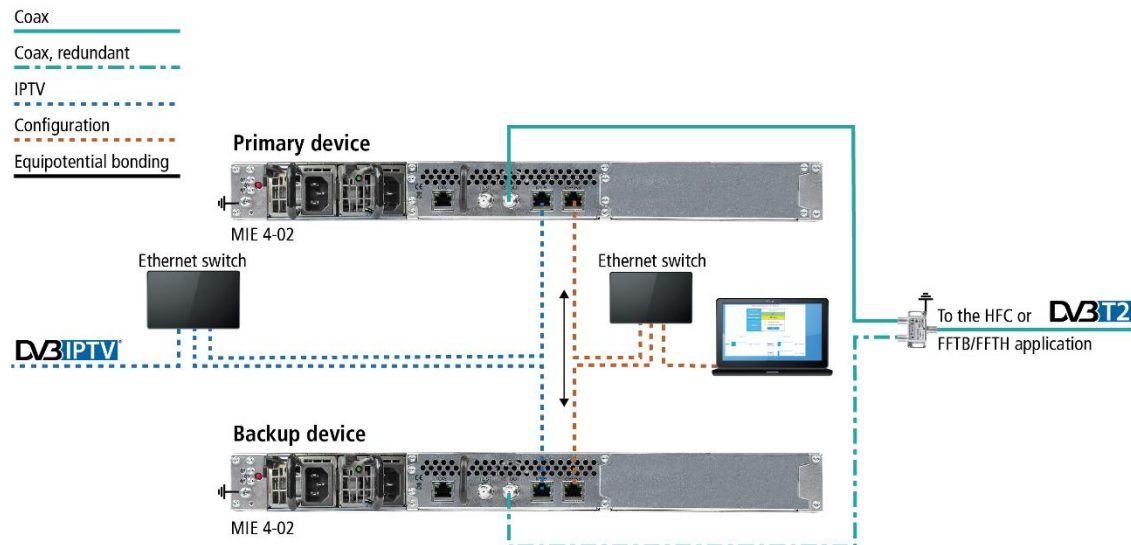 Coax
Coax, redundant
IPTV
Configuration
Equipotential bonding
Primary device
MIE 4-02
Ethernet switch
Ethernet switch
DVB IPTV
To the HFC or
DVB T2
FFTB/FFTH application
Backup device
MIE 4-02